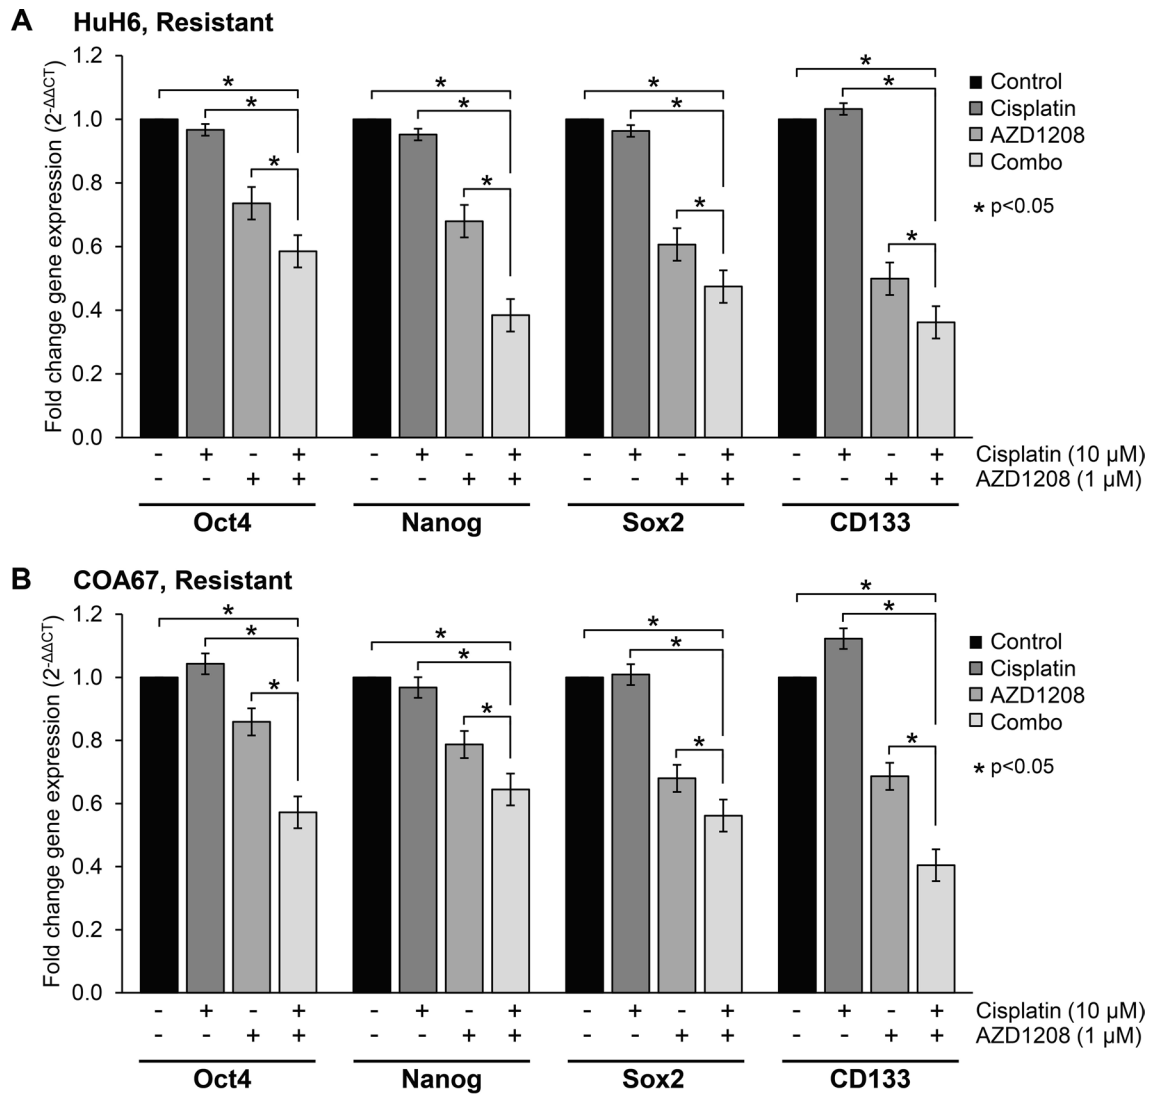 A HuH6, Resistant
Fold change gene expression (2-ΔΔCT)
1.2
1.0
0.8
0.6
0.4
0.2
0.0
* * *
* * *
* * *
* * *
Control
Cisplatin
AZD1208
Combo
* p<0.05
- + - + - + - + - + - + - + - + Cisplatin (10 µM)
- - + + - - + + - - + + - - + + AZD1208 (1 µM)
Oct4 Nanog Sox2 CD133
B COA67, Resistant
Fold change gene expression (2-ΔΔCT)
1.2
1.0
0.8
0.6
0.4
0.2
0.0
* * *
* * *
* * *
* * *
Control
Cisplatin
AZD1208
Combo
* p<0.05
- + - + - + - + - + - + - + - + Cisplatin (10 µM)
- - + + - - + + - - + + - - + + AZD1208 (1 µM)
Oct4 Nanog Sox2 CD133